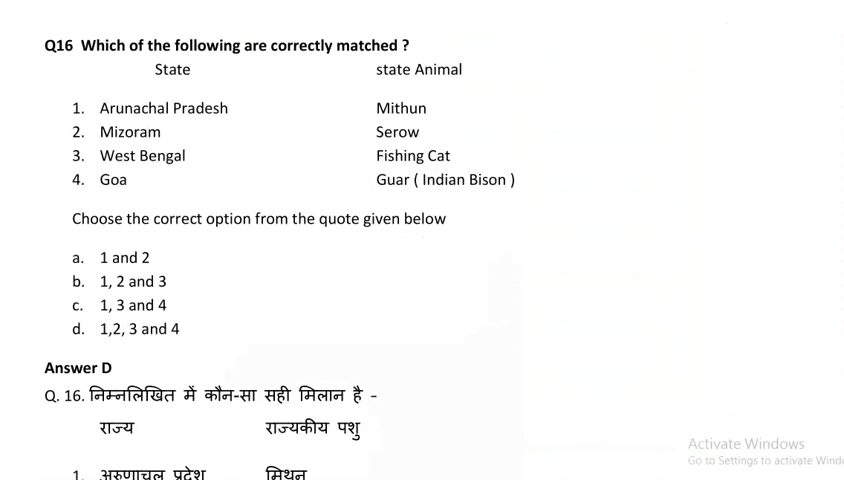 Q16 Which of the following are correctly matched ?
State state Animal
1. Arunachal Pradesh Mithun
2. Mizoram Serow
3. West Bengal Fishing Cat
4. Goa Guar ( Indian Bison )
Choose the correct option from the quote given below
a. 1 and 2
b. 1, 2 and 3
c. 1, 3 and 4
d. 1,2, 3 and 4
Answer D
Q. 16. निम्नलिखित में कौन-सा सही मिलान है -
राज्य राज्यकीय पशु
1. अरुणाचल प्रदेश मिथुन
Activate Windows
Go to Settings to activate Windo